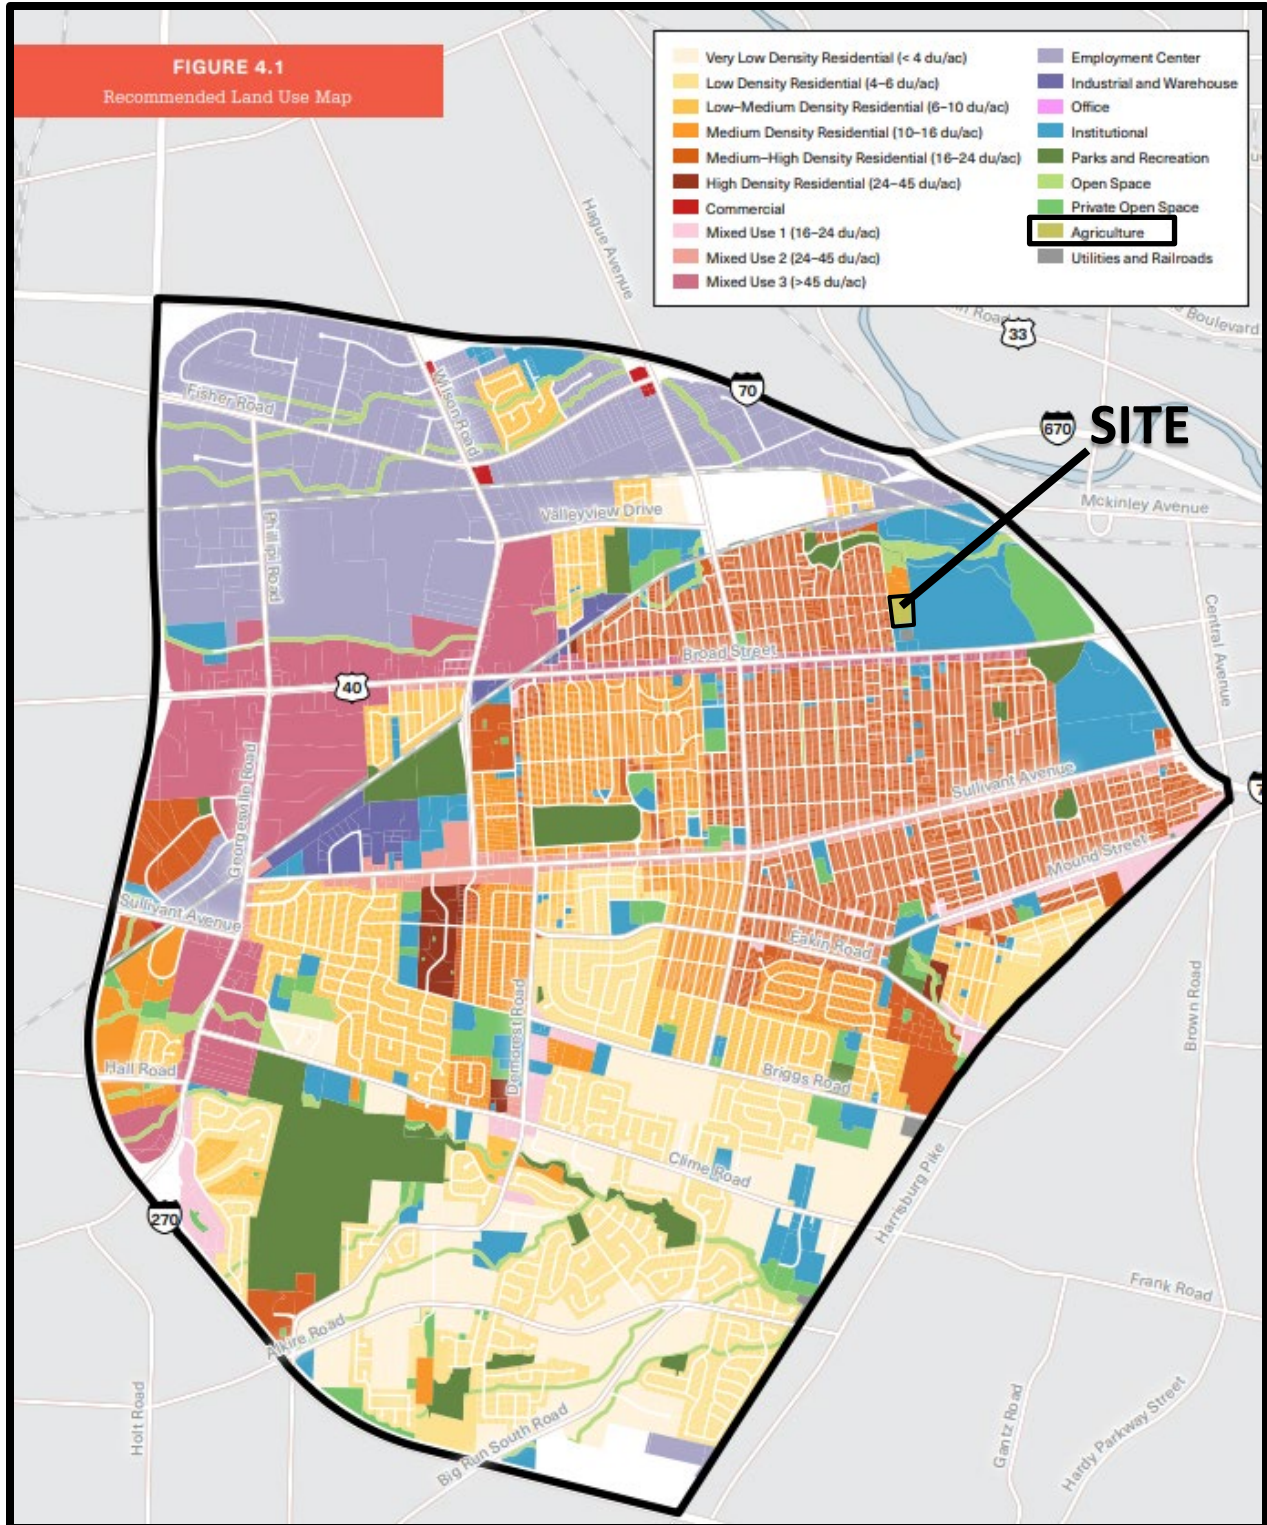 FIGURE 4.1
Recommended Land Use Map
Very Low Density Residential (< 4 du/ac)
Low Density Residential (4–6 du/ac)
Low–Medium Density Residential (6–10 du/ac)
Medium Density Residential (10–16 du/ac)
Medium–High Density Residential (16–24 du/ac)
High Density Residential (24–45 du/ac)
Commercial
Mixed Use 1 (16–24 du/ac)
Mixed Use 2 (24–45 du/ac)
Mixed Use 3 (>45 du/ac)
Employment Center
Industrial and Warehouse
Office
Institutional
Parks and Recreation
Open Space
Private Open Space
Agriculture
Utilities and Railroads
Hague Avenue
Road
Boulevard
33
70
Wilson Road
Fisher Road
670
SITE
Mckinley Avenue
Valleyview Drive
Phillipi Road
Central Avenue
Broad Street
40
Georgesville Road
Sullivant Avenue
Mound Street
Sullivant Avenue
Eakin Road
Demorest Road
Brown Road
Hall Road
Briggs Road
Clime Road
Harrisburg Pike
270
Frank Road
Alkire Road
Holt Road
Big Run South Road
Gantz Road
Hardy Parkway Street